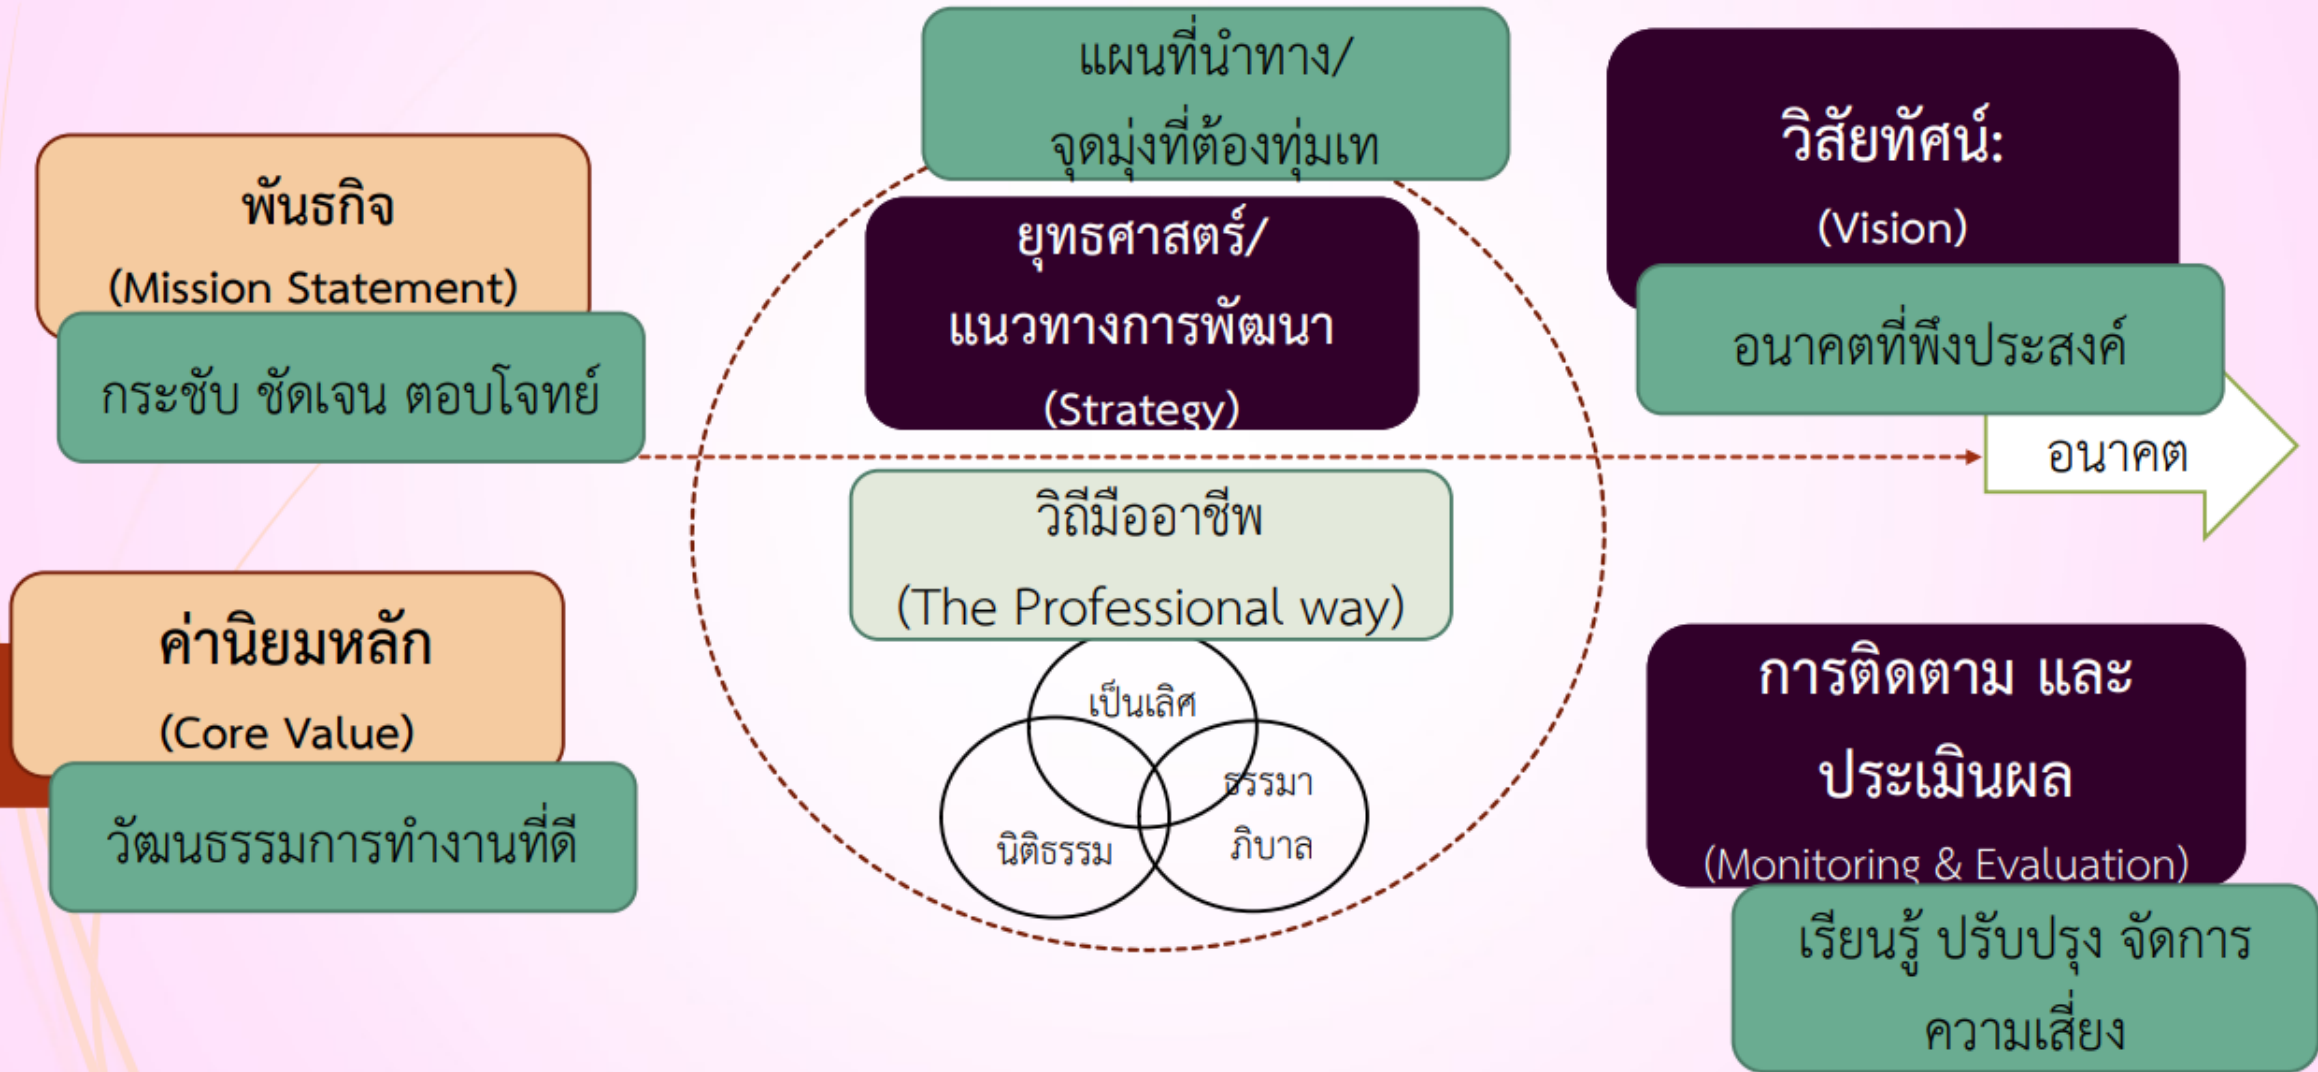 แผนที่นำทาง/
จุดมุ่งที่ต้องทุ่มเท
พันธกิจ
(Mission Statement)
กระชับ ชัดเจน ตอบโจทย์
ยุทธศาสตร์/
แนวทางการพัฒนา
(Strategy)
วิสัยทัศน์:
(Vision)
อนาคตที่พึงประสงค์
อนาคต
วิถีมืออาชีพ
(The Professional way)
เป็นเลิศ
นิติธรรม
ธรรมา
ภิบาล
ค่านิยมหลัก
(Core Value)
วัฒนธรรมการทำงานที่ดี
การติดตาม และ
ประเมินผล
(Monitoring & Evaluation)
เรียนรู้ ปรับปรุง จัดการ
ความเสี่ยง